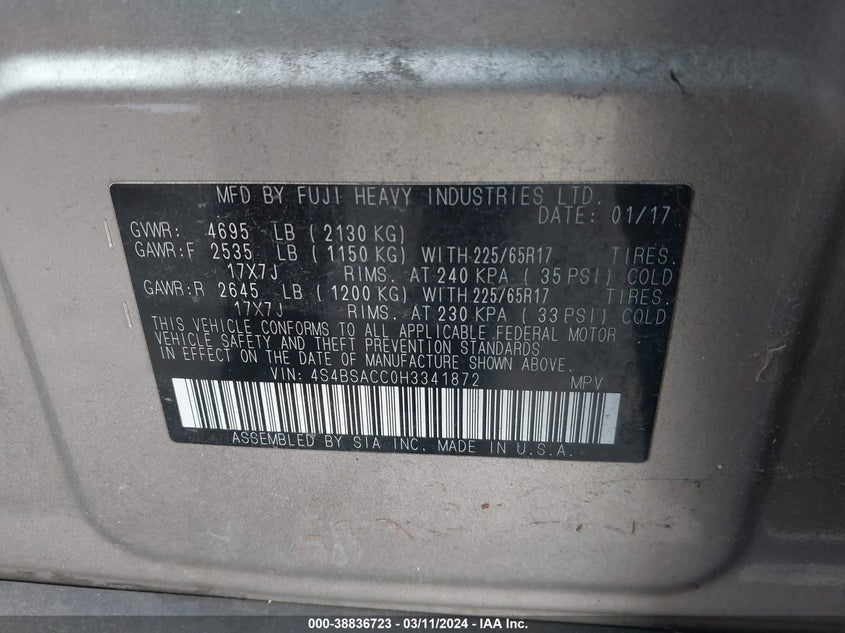 MFD BY FUJI HEAVY INDUSTRIES LTD.
DATE: 01/17
GVWR: 4695 LB ( 2130 KG)
GAWR:F 2535 LB ( 1150 KG) WITH 225/65R17 TIRES.
17X7J RIMS. AT 240 KPA ( 35 PSI) COLD
GAWR:R 2645 LB ( 1200 KG) WITH 225/65R17 TIRES.
17X7J RIMS. AT 230 KPA ( 33 PSI) COLD
THIS VEHICLE CONFORMS TO ALL APPLICABLE FEDERAL MOTOR
VEHICLE SAFETY AND THEFT PREVENTION STANDARDS
IN EFFECT ON THE DATE OF MANUFACTURE SHOWN ABOVE.
VIN: 4S4BSACC0H3341872 MPV
ASSEMBLED BY SIA INC. MADE IN U.S.A.
000-38836723 - 03/11/2024 - IAA Inc.